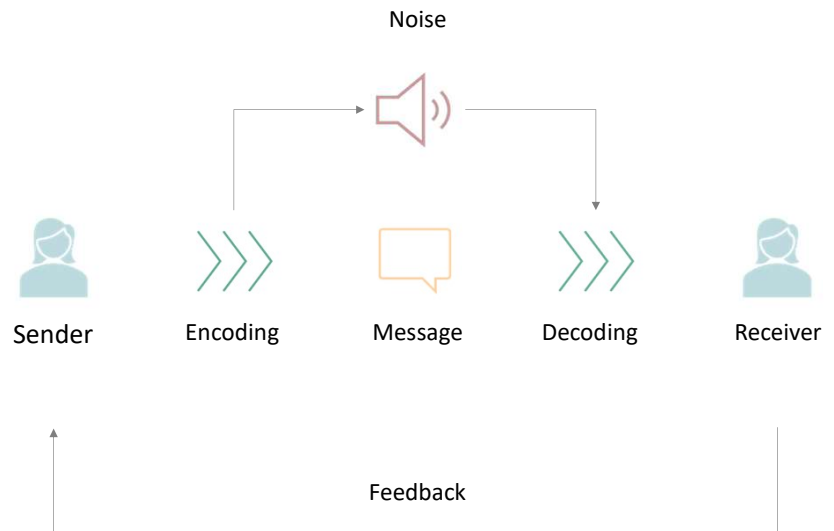 Noise
Sender
Encoding
Message
Decoding
Receiver
Feedback